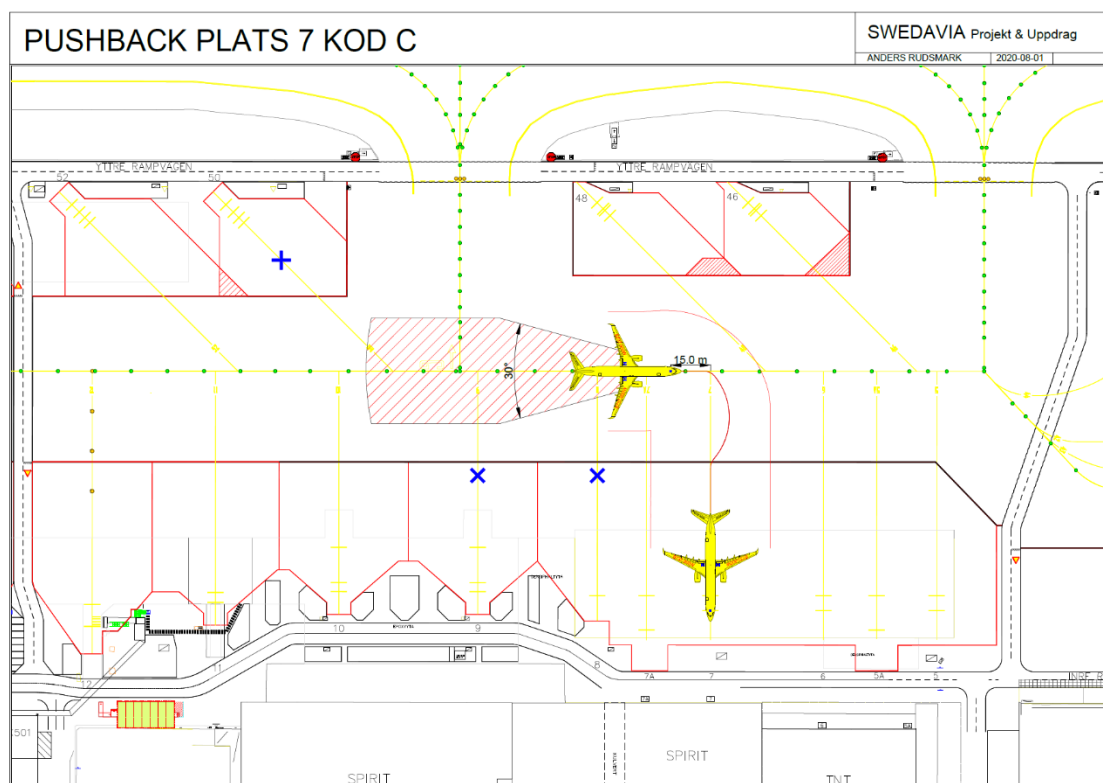 PUSHBACK PLATS 7 KOD C
SWEDAVIA Projekt & Uppdrag
ANDERS RUDSMARK 2020-08-01
YTTRE RAMPVÄGEN
YTTRE RAMPVÄGEN
52
50
48
46
15.0 m
30°
10
9
8
11
12
7A
7
6
5A
5
SPIRIT
SPIRIT
TNT